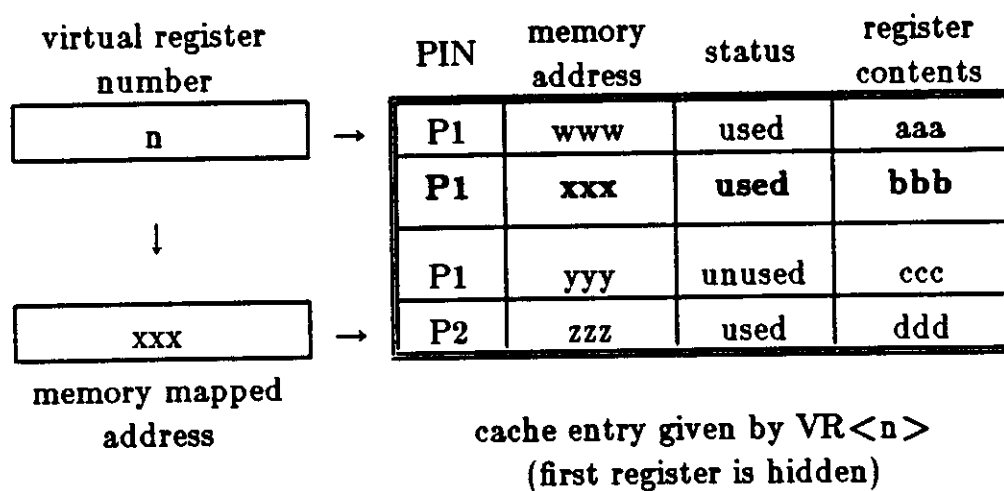 virtual register
number
n
→
↓
xxx
→
memory mapped
address
PIN memory address status register contents
P1 www used aaa
P1 xxx used bbb
P1 yyy unused ccc
P2 zzz used ddd
cache entry given by VR<n>
(first register is hidden)